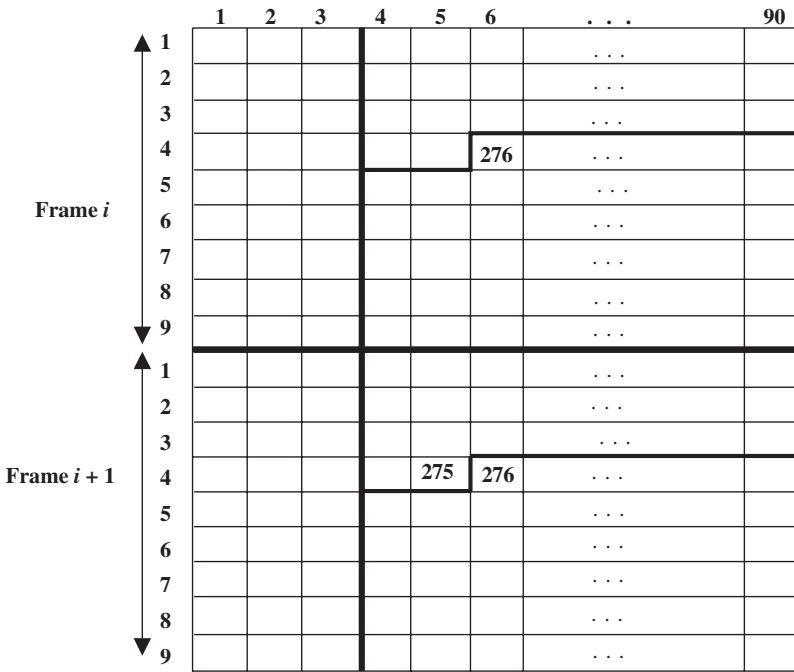 1 2 3 4 5 6 . . . 90
1 . . .
2 . . .
3 . . .
4 276 . . .
5 . . .
Frame i
6 . . .
7 . . .
8 . . .
9 . . .
1 . . .
2 . . .
3 . . .
Frame i + 1
4 275 276 . . .
5 . . .
6 . . .
7 . . .
8 . . .
9 . . .